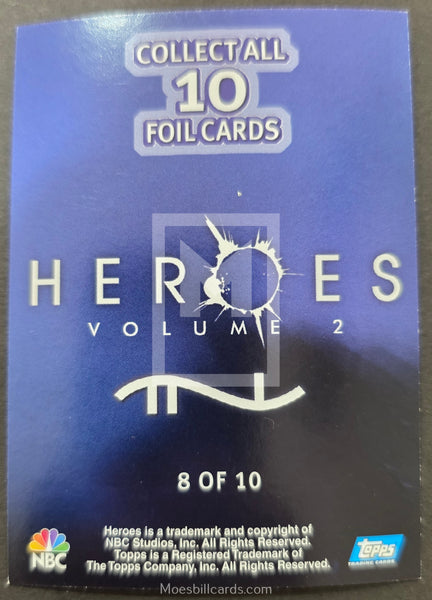 COLLECT ALL
10
FOIL CARDS
HEROES
VOLUME 2
8 OF 10
Heroes is a trademark and copyright of
NBC Studios, Inc. All Rights Reserved.
Topps is a Registered Trademark of
The Topps Company, Inc. All Rights Reserved.
NBC
Topps
TRADING CARDS
Moesbillcards.com